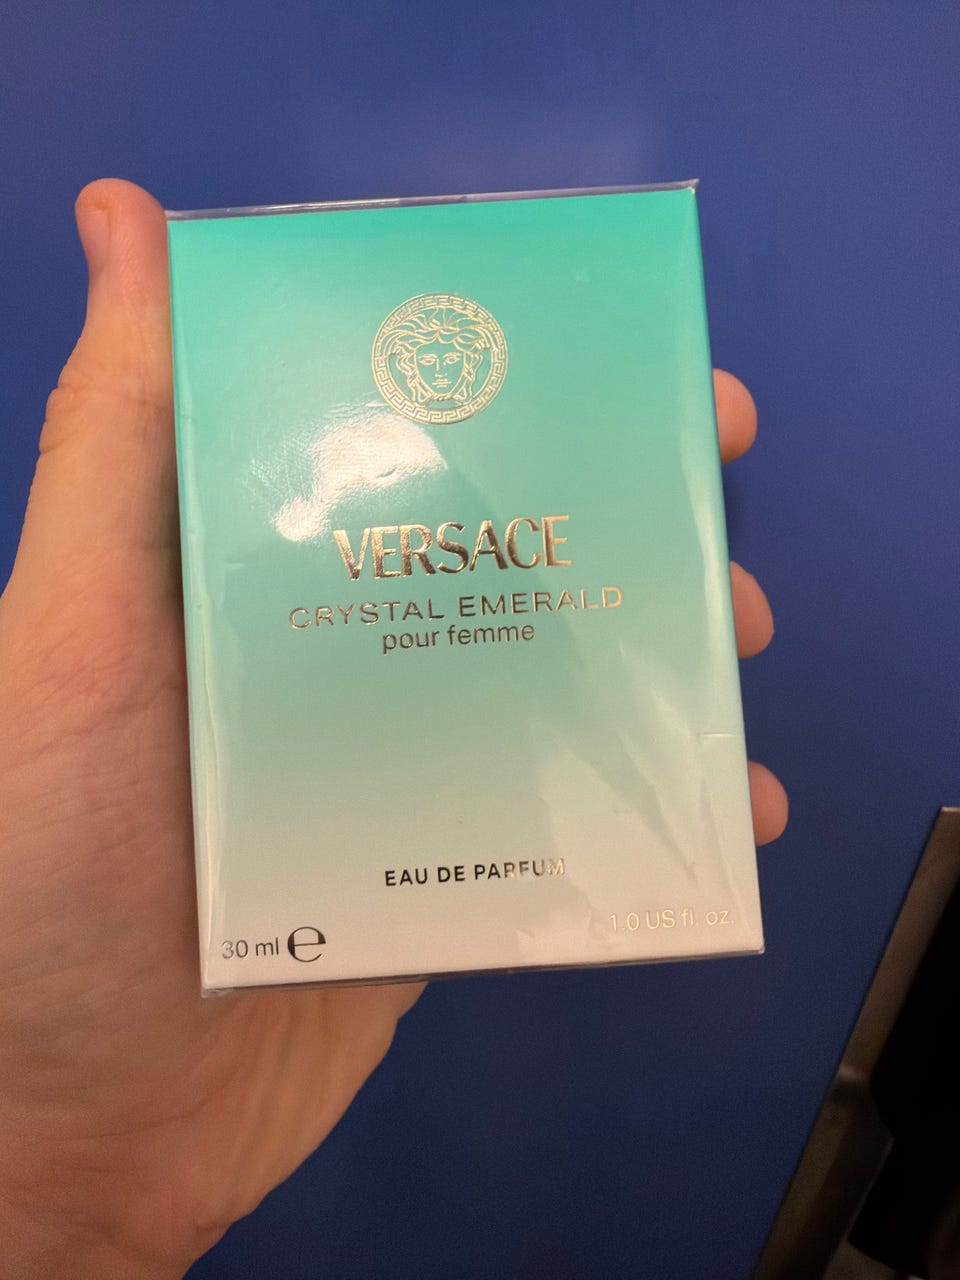 VERSACE
CRYSTAL EMERALD
pour femme
EAU DE PARFUM
30 ml e
1.0 US fl. oz.